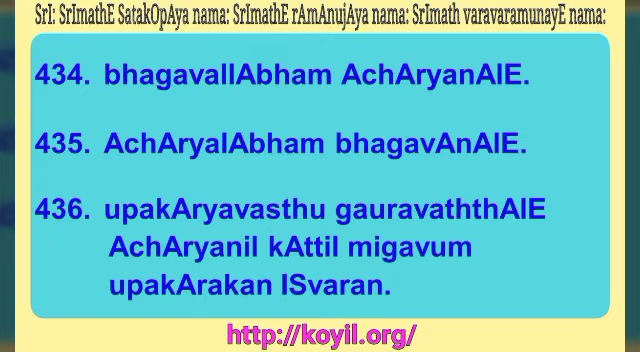 SrI: SrImathE SatakOpAya nama: SrImathE rAmAnujAya nama: SrImath varavaramunayE nama:
434. bhagavallAbham AchAryanAlE.
435. AchAryalAbham bhagavAnAlE.
436. upakAryavasthu gauravaththAlE
AchAryanil kAttil migavum
upakArakan ISvaran.
http://koyil.org/